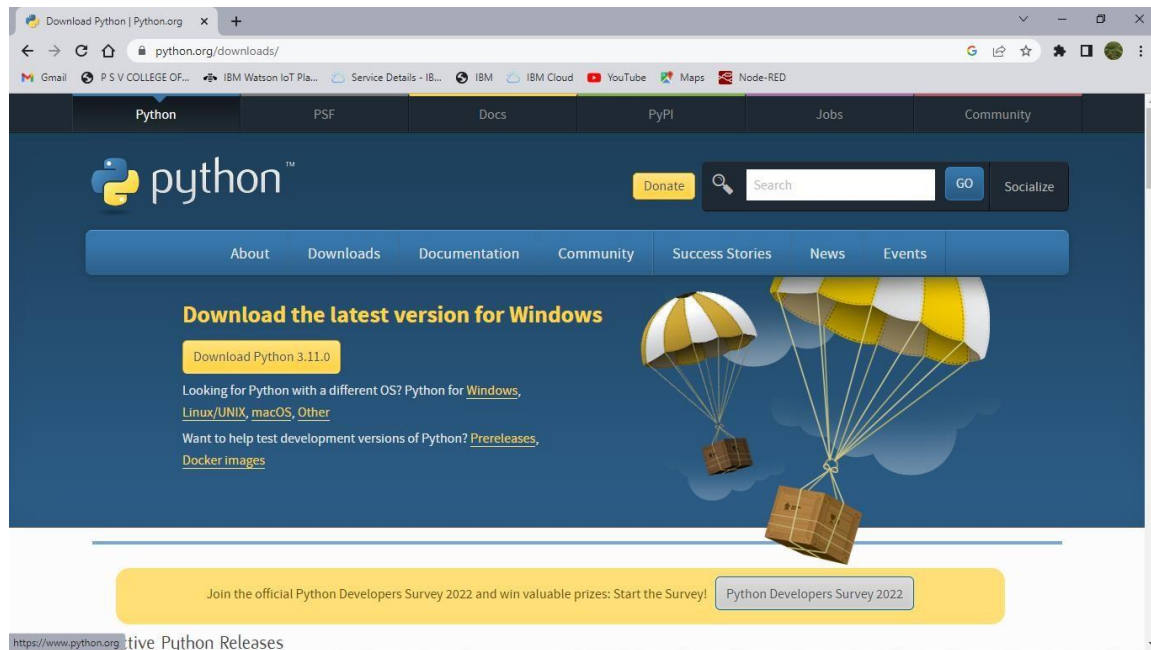 Download Python | Python.org
python.org/downloads/
Gmail P S V COLLEGE OF... IBM Watson IoT Pla... Service Details - IB... IBM IBM Cloud YouTube Maps Node-RED
Python PSF Docs PyPI Jobs Community
python™
Donate Search GO Socialize
About Downloads Documentation Community Success Stories News Events
Download the latest version for Windows
Download Python 3.11.0
Looking for Python with a different OS? Python for Windows,
Linux/UNIX, macOS, Other
Want to help test development versions of Python? Prereleases,
Docker images
Join the official Python Developers Survey 2022 and win valuable prizes: Start the Survey! Python Developers Survey 2022
https://www.python.org tive Python Releases